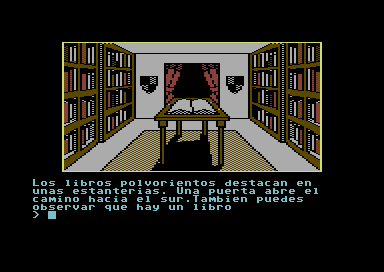 Los libros polvorientos destacan en
unas estanterias. Una puerta abre el
camino hacia el sur.Tambien puedes
observar que hay un libro
>